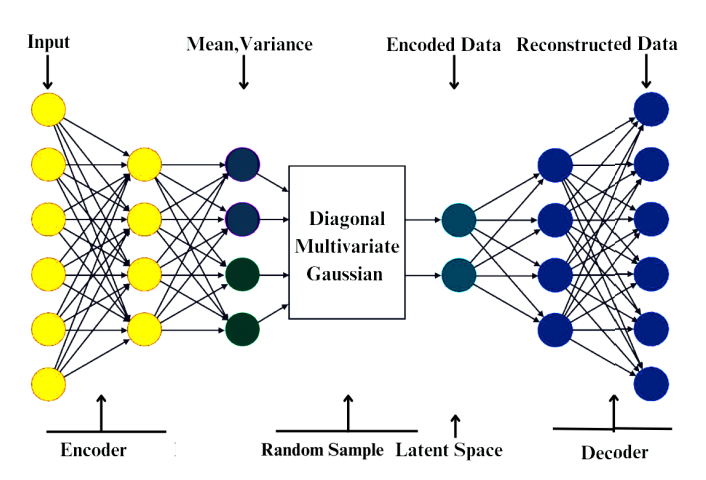 Input
Mean,Variance
Encoded Data
Reconstructed Data
Diagonal
Multivariate
Gaussian
Encoder
Random Sample
Latent Space
Decoder